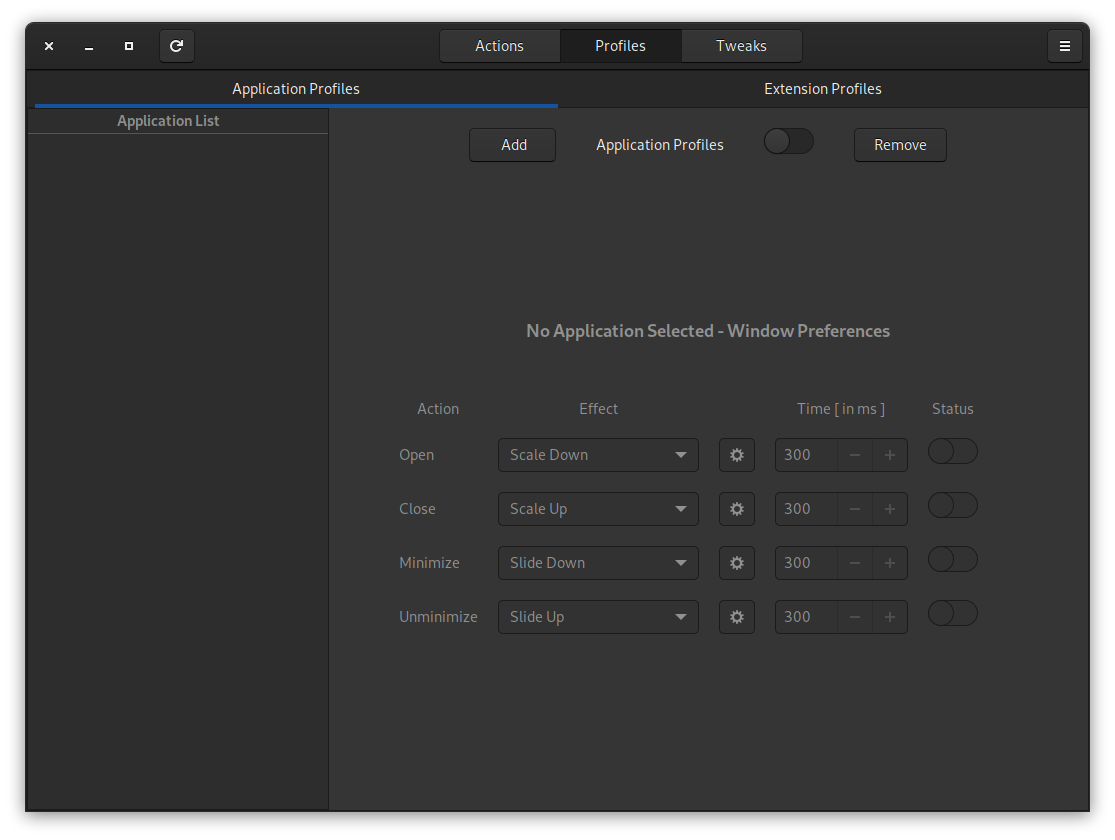 Actions Profiles Tweaks
Application Profiles Extension Profiles
Application List
Add Application Profiles Remove
No Application Selected - Window Preferences
Action Effect Time [ in ms ] Status
Open Scale Down 300
Close Scale Up 300
Minimize Slide Down 300
Unminimize Slide Up 300